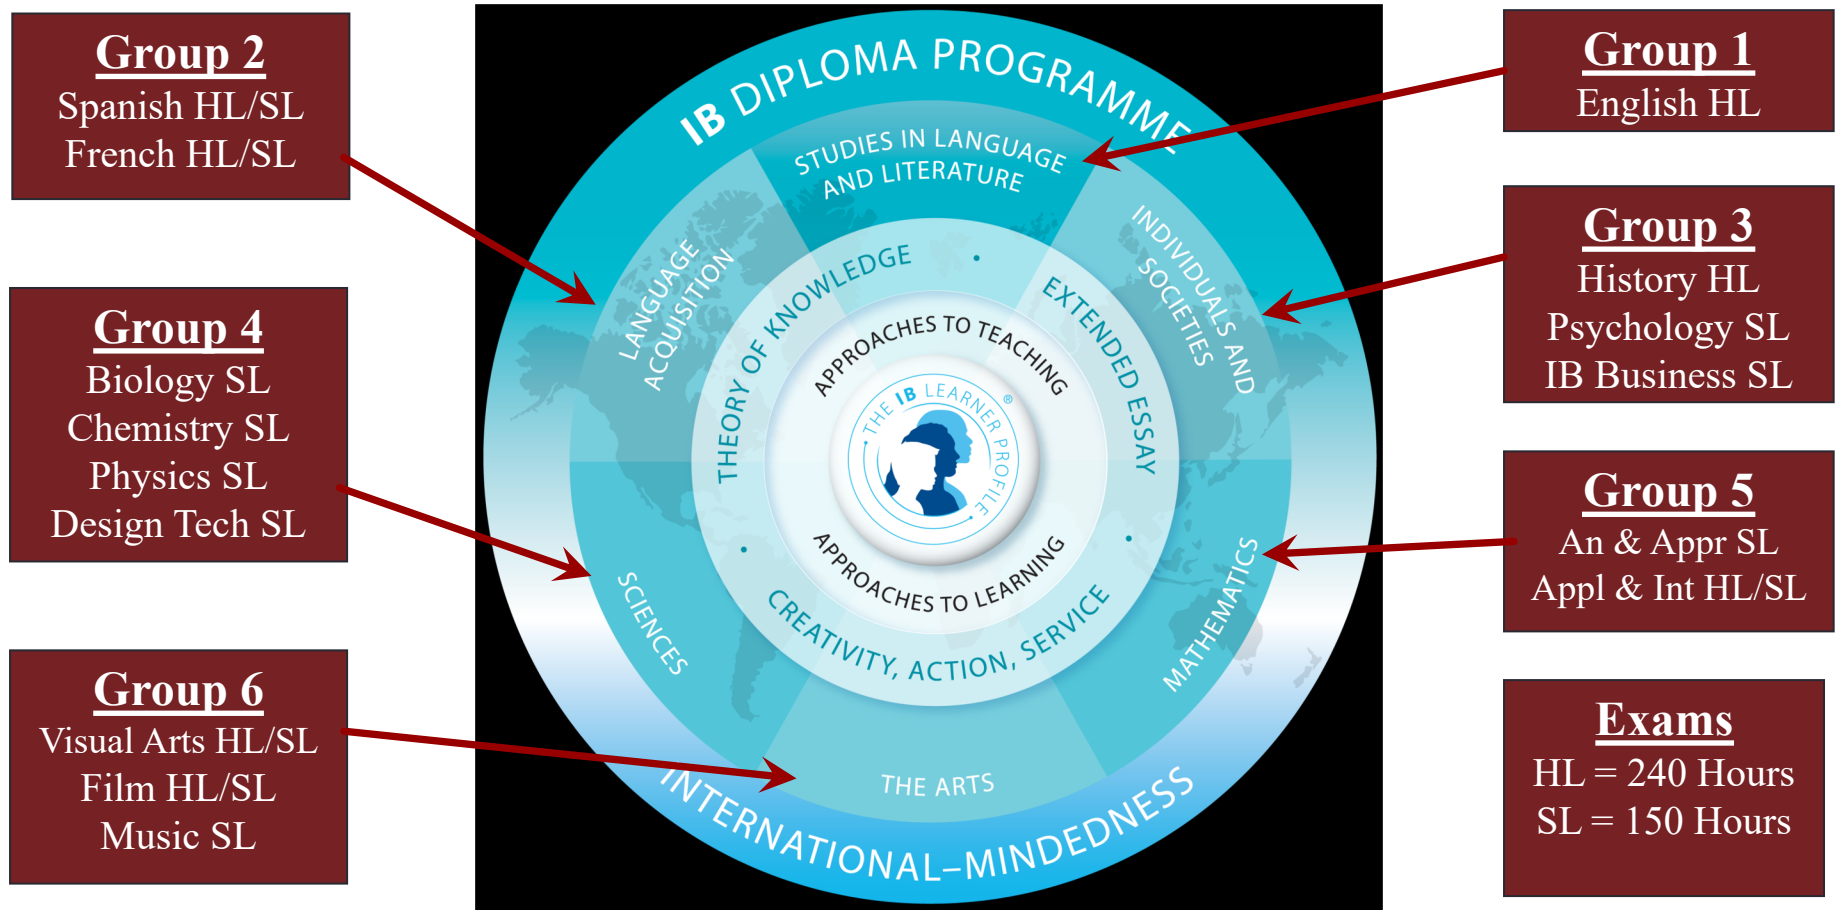 Group 2
Spanish HL/SL
French HL/SL
Group 4
Biology SL
Chemistry SL
Physics SL
Design Tech SL
Group 6
Visual Arts HL/SL
Film HL/SL
Music SL
IB DIPLOMA PROGRAMME
STUDIES IN LANGUAGE
AND LITERATURE
LANGUAGE
ACQUISITION
INDIVIDUALS AND
SOCIETIES
THEORY OF KNOWLEDGE
EXTENDED ESSAY
APPROACHES TO TEACHING
THE IB LEARNER PROFILE ®
APPROACHES TO LEARNING
CREATIVITY, ACTION, SERVICE
SCIENCES
MATHEMATICS
THE ARTS
INTERNATIONAL–MINDEDNESS
Group 1
English HL
Group 3
History HL
Psychology SL
IB Business SL
Group 5
An & Appr SL
Appl & Int HL/SL
Exams
HL = 240 Hours
SL = 150 Hours